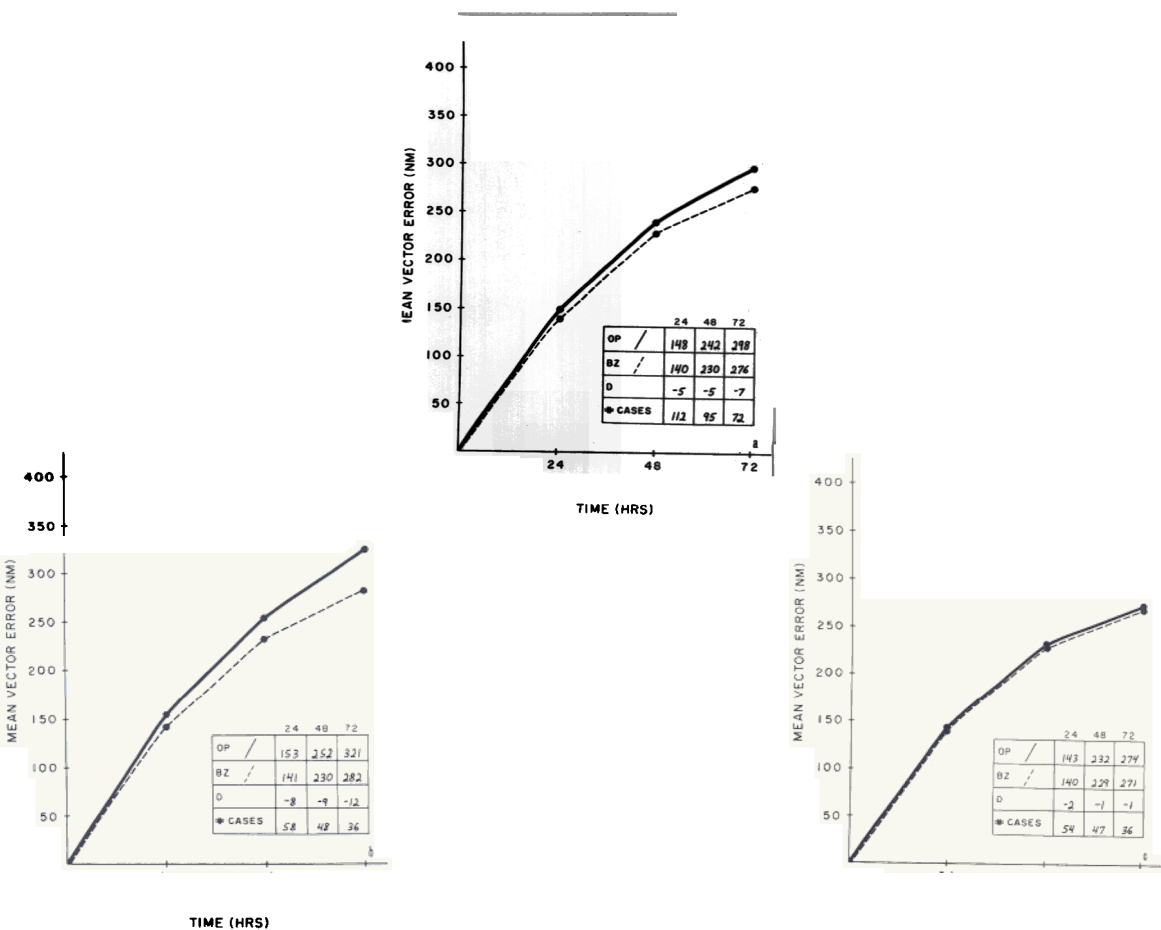 400
350
300
250
200
150
100
50
EAN VECTOR ERROR (NM)
24 48 72
OP 148 242 298
BZ 140 230 276
D -5 -5 -7
# CASES 112 95 72
a
24 48 72
TIME (HRS)
400
350
300
250
200
150
100
50
MEAN VECTOR ERROR (NM)
24 48 72
OP 153 252 321
BZ 141 230 282
D -8 -9 -12
# CASES 58 48 36
b
TIME (HRS)
400
350
300
250
200
150
100
50
MEAN VECTOR ERROR (NM)
24 48 72
OP 143 232 274
BZ 140 229 271
D -2 -1 -1
# CASES 54 47 36
c